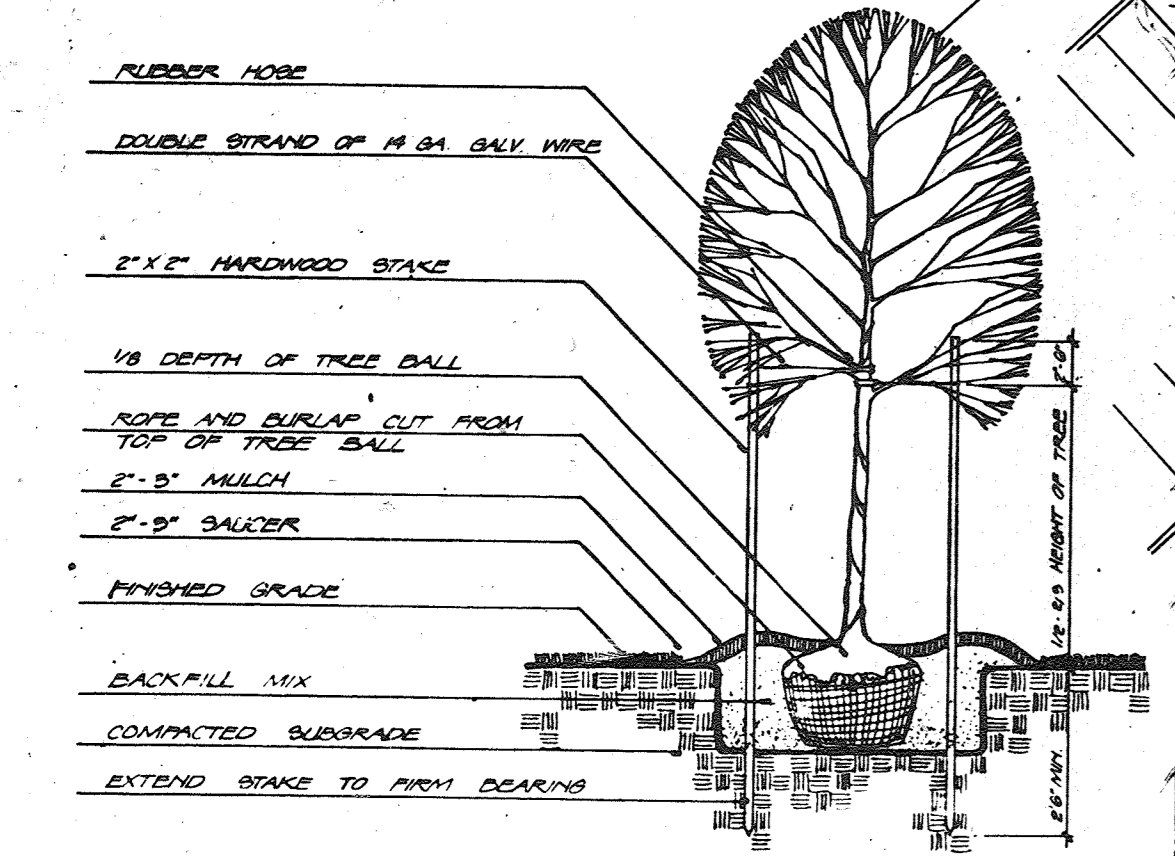 RUBBER HOSE
DOUBLE STRAND OF 14 GA. GALV. WIRE
2" X 2" HARDWOOD STAKE
1/8 DEPTH OF TREE BALL
ROPE AND BURLAP CUT FROM
TOP OF TREE BALL
2"-3" MULCH
2"-3" SAUCER
FINISHED GRADE
BACKFILL MIX
COMPACTED SUBGRADE
EXTEND STAKE TO FIRM BEARING
2'-0"
1/2 - 2/3 HEIGHT OF TREE
2'6" MIN.